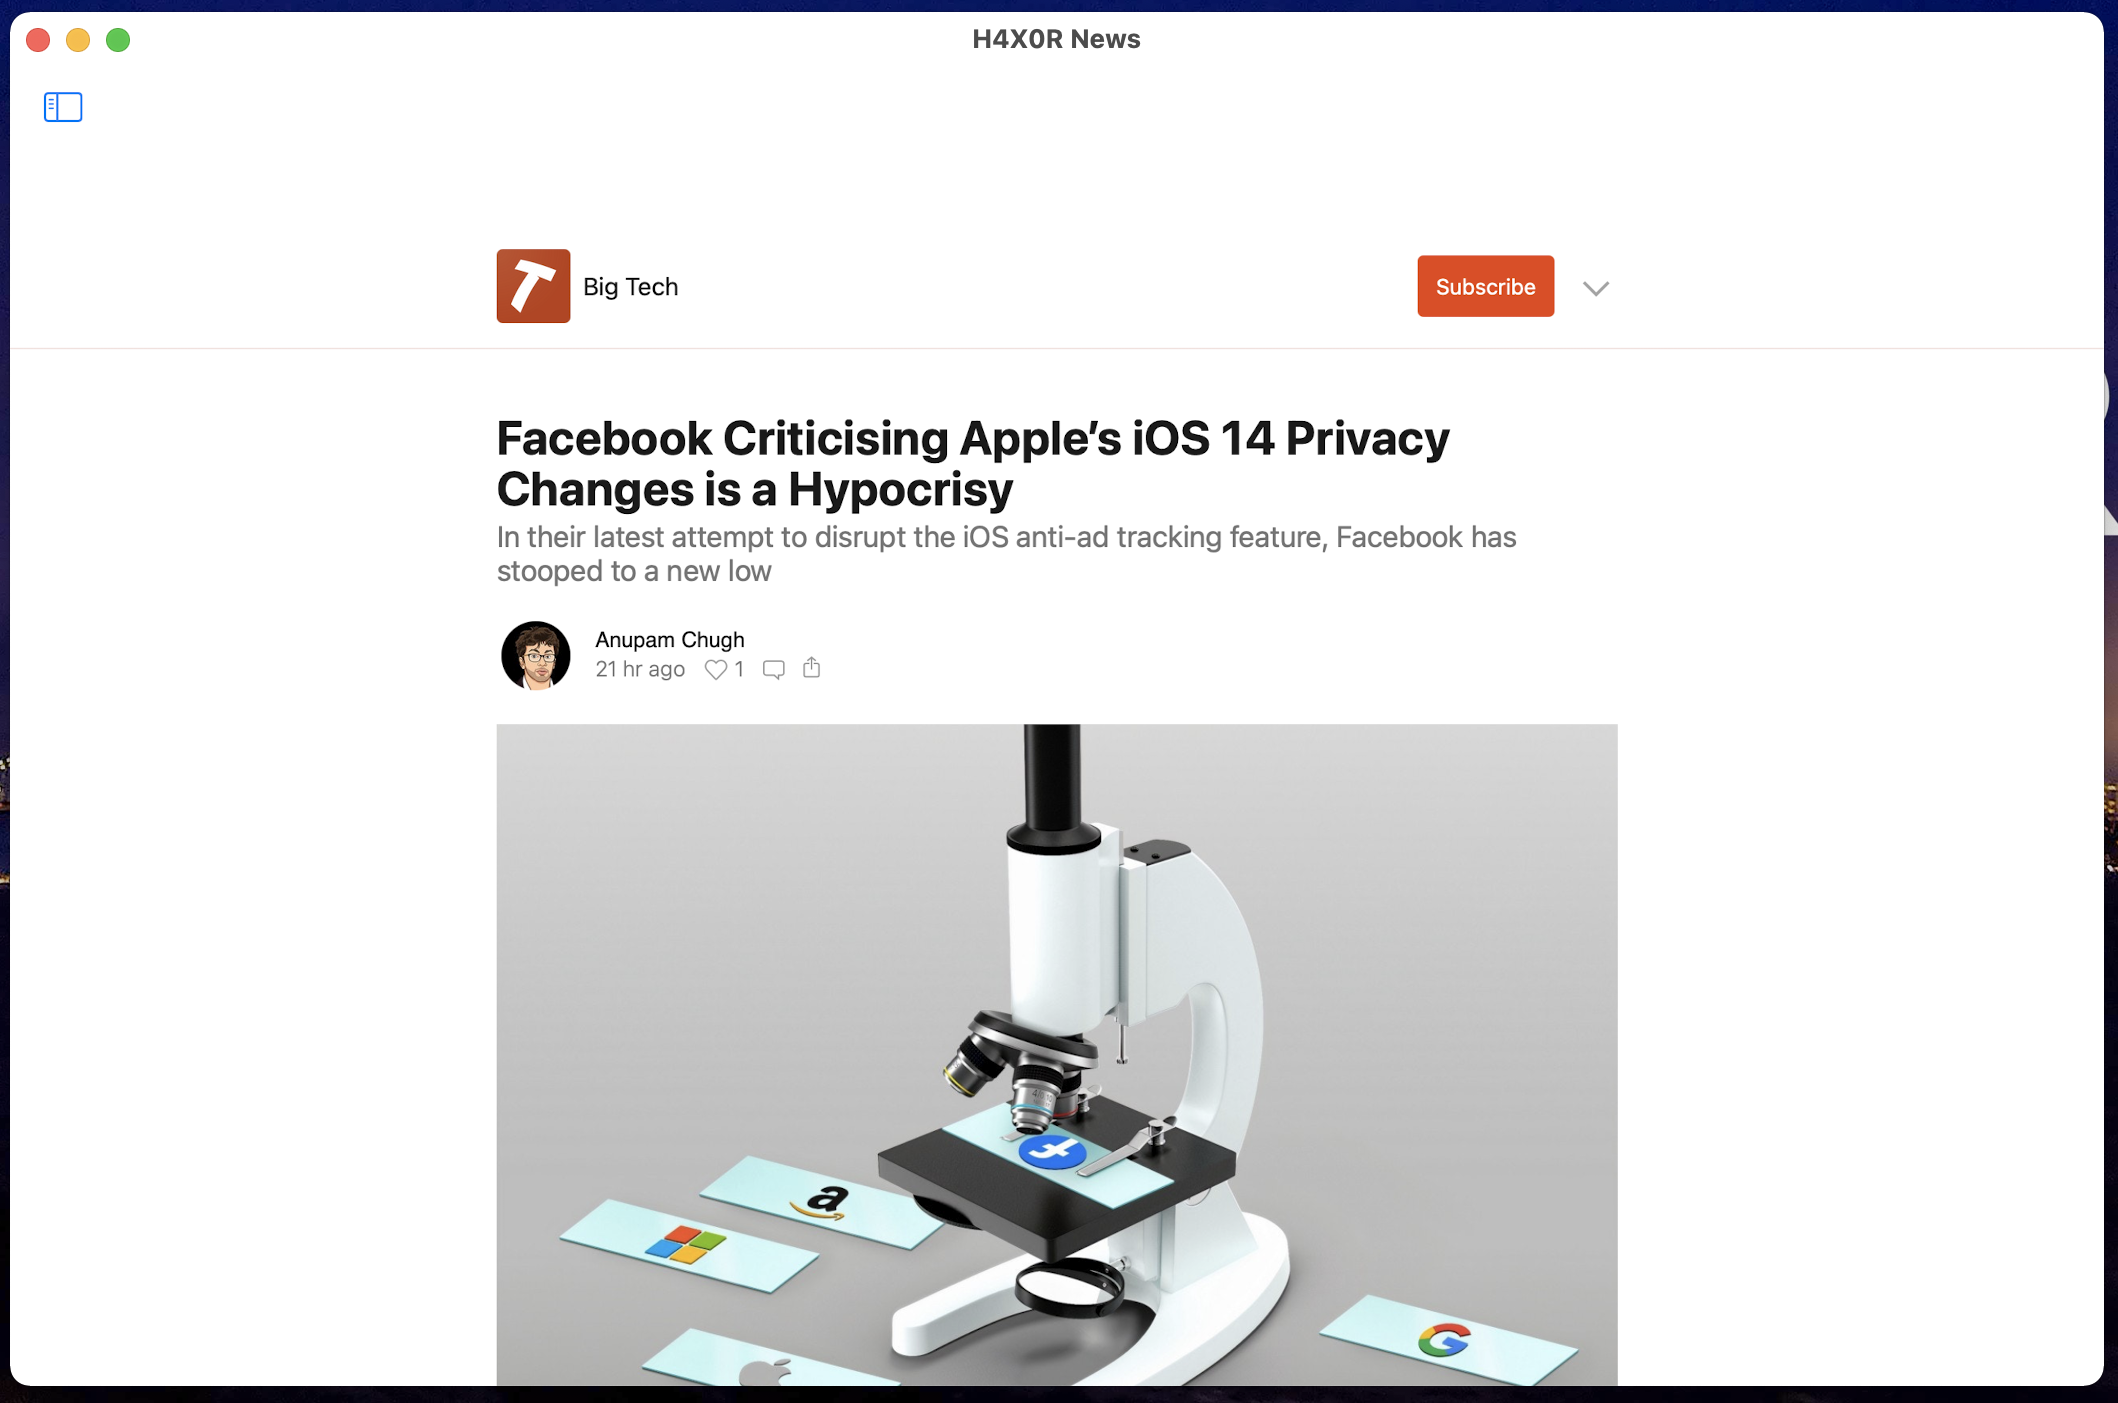 H4X0R News
Big Tech
Subscribe
Facebook Criticising Apple’s iOS 14 Privacy
Changes is a Hypocrisy
In their latest attempt to disrupt the iOS anti-ad tracking feature, Facebook has
stooped to a new low
Anupam Chugh
21 hr ago 1